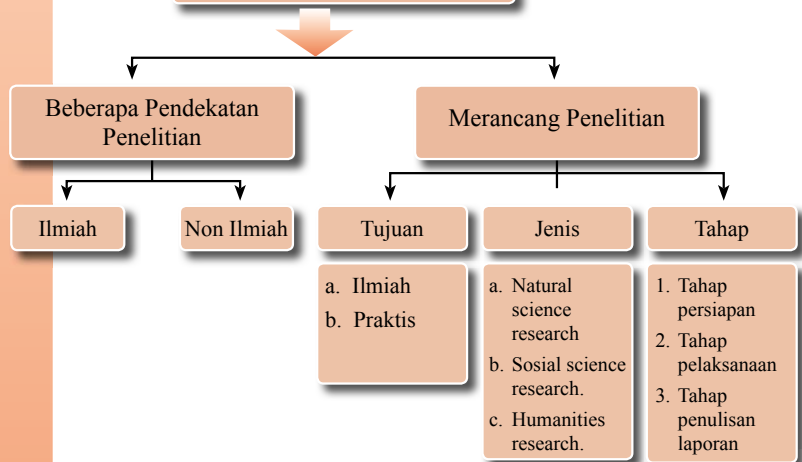 Beberapa Pendekatan
Penelitian
Merancang Penelitian
Ilmiah
Non Ilmiah
Tujuan
Jenis
Tahap
a. Ilmiah
b. Praktis
a. Natural
science
research
b. Sosial science
research.
c. Humanities
research.
1. Tahap
persiapan
2. Tahap
pelaksanaan
3. Tahap
penulisan
laporan